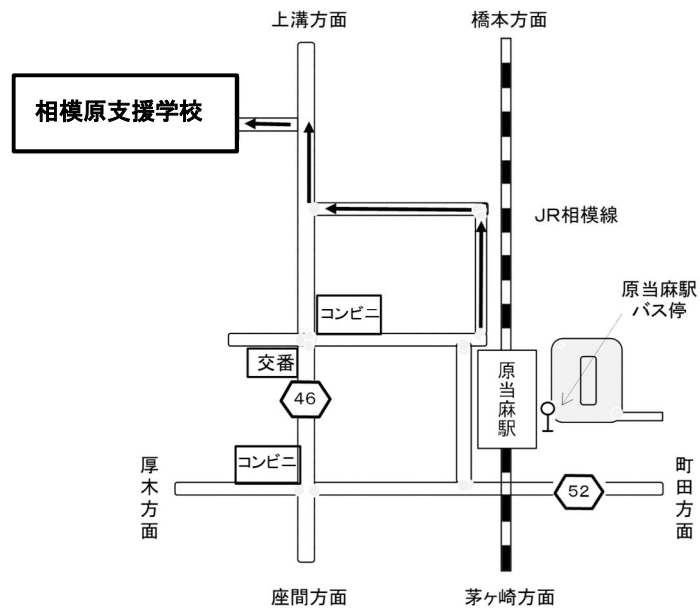 上溝方面
橋本方面
相模原支援学校
JR相模線
原当麻駅
バス停
コンビニ
交番
原当麻駅
46
コンビニ
厚木方面
52
町田方面
座間方面
茅ヶ崎方面